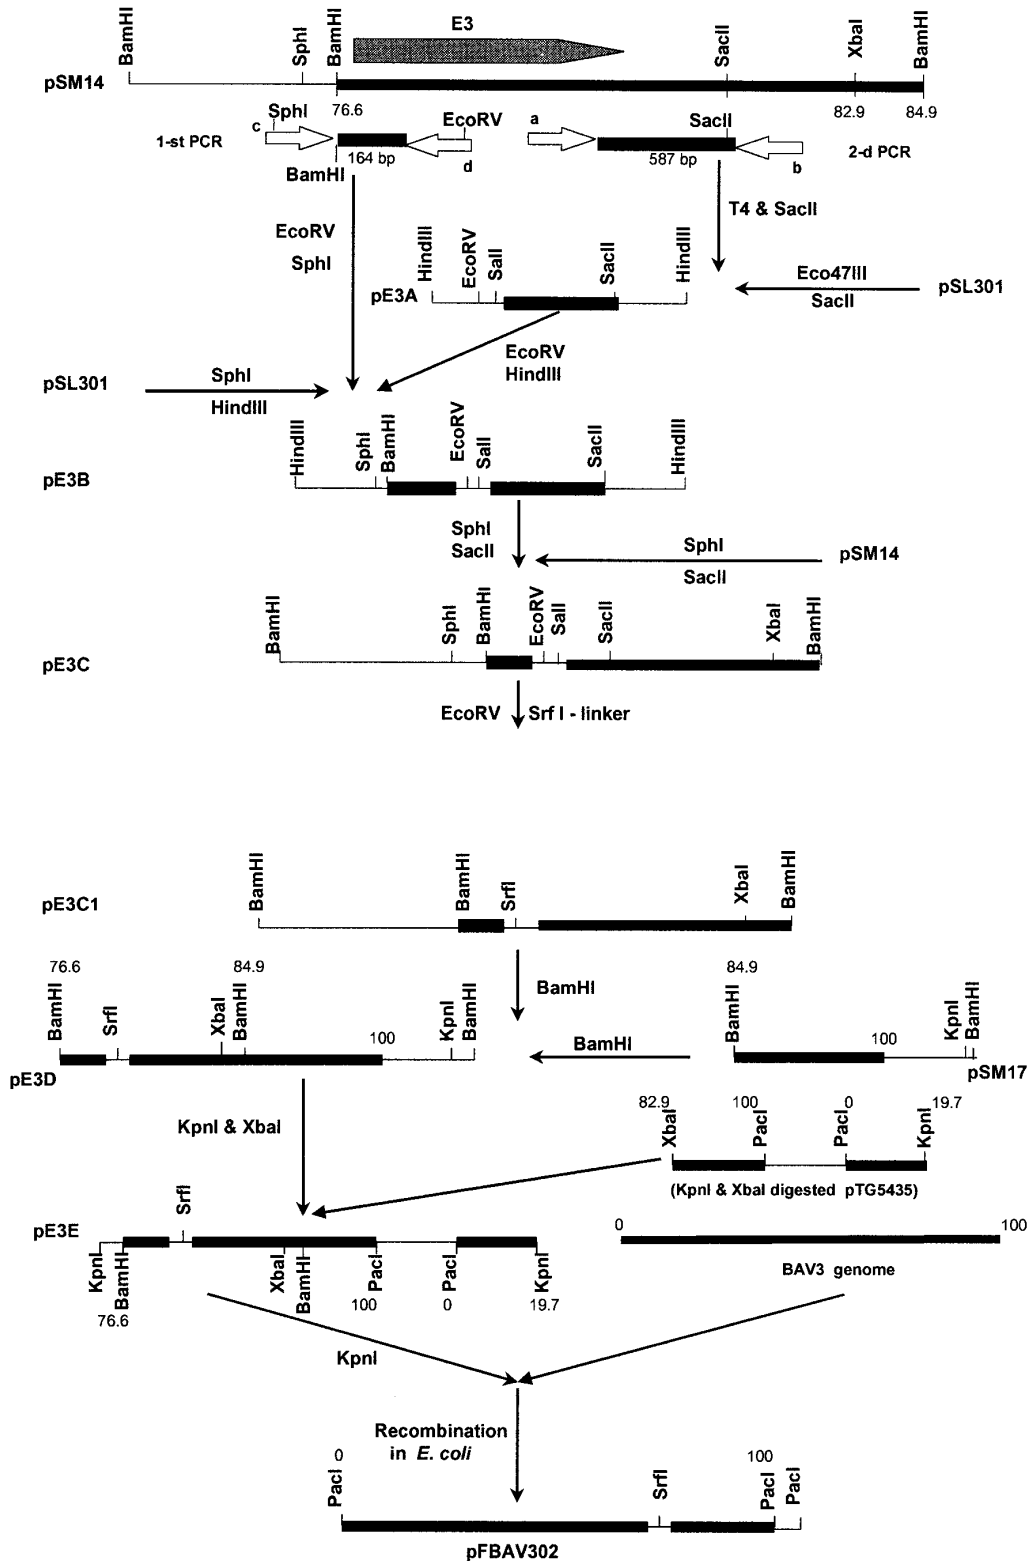 E3
BamHI
SphI
BamHI
SacII
XbaI
BamHI
pSM14
76.6
82.9
84.9
1-st PCR
c
SphI
EcoRV
164 bp
d
BamHI
a
SacII
587 bp
b
2-d PCR
EcoRV
SphI
T4 & SacII
HindIII
EcoRV
SalI
SacII
HindIII
pE3A
Eco47III
SacII
pSL301
EcoRV
HindIII
pSL301
SphI
HindIII
HindIII
SphI
BamHI
EcoRV
SalI
SacII
HindIII
pE3B
SphI
SacII
SphI
SacII
pSM14
BamHI
SphI
BamHI
EcoRV
SalI
SacII
XbaI
BamHI
pE3C
EcoRV
Srf I - linker
BamHI
BamHI
SrfI
XbaI
BamHI
pE3C1
BamHI
76.6
84.9
BamHI
SrfI
XbaI
BamHI
100
KpnI
BamHI
pE3D
BamHI
84.9
BamHI
100
KpnI
BamHI
pSM17
KpnI & XbaI
82.9
100
0
19.7
XbaI
PacI
PacI
KpnI
(KpnI & XbaI digested pTG5435)
pE3E
SrfI
KpnI
BamHI
XbaI
BamHI
PacI
PacI
KpnI
76.6
100
0
19.7
0
100
BAV3 genome
KpnI
Recombination
in E. coli
0
100
PacI
SrfI
PacI
PacI
pFBAV302